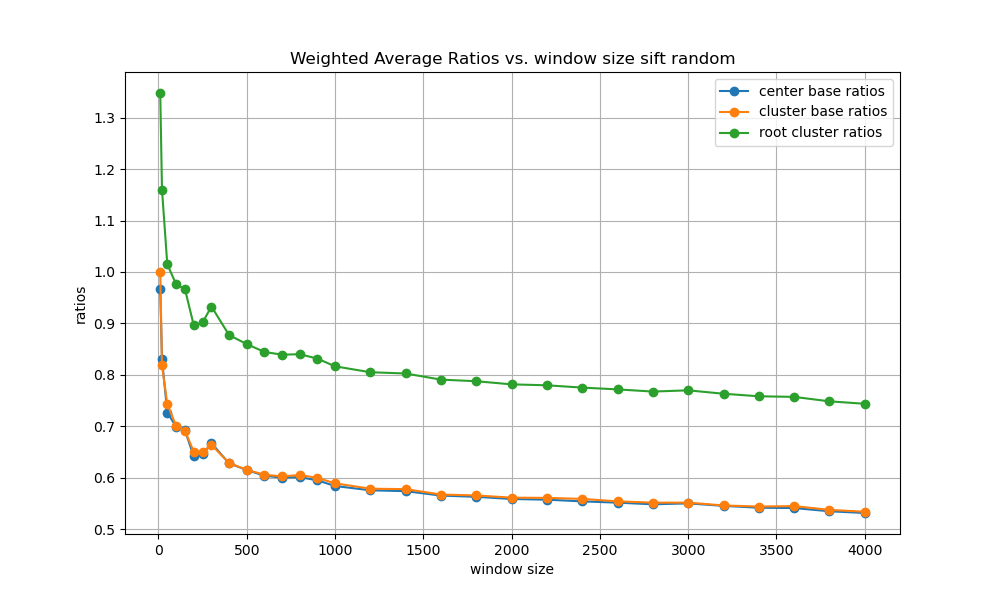 Weighted Average Ratios vs. window size sift random
center base ratios
cluster base ratios
root cluster ratios
ratios
1.3
1.2
1.1
1.0
0.9
0.8
0.7
0.6
0.5
0 500 1000 1500 2000 2500 3000 3500 4000
window size